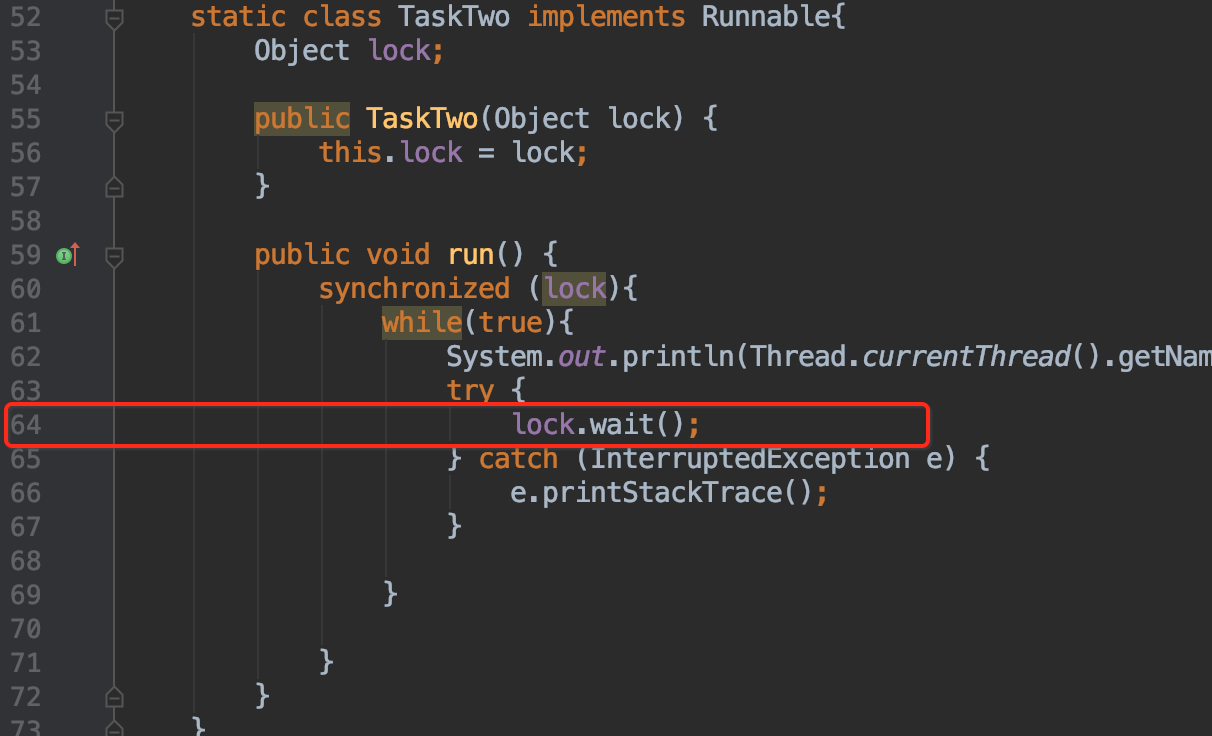 52 static class TaskTwo implements Runnable{
53 Object lock;
54
55 public TaskTwo(Object lock) {
56 this.lock = lock;
57 }
58
59 public void run() {
60 synchronized (lock){
61 while(true){
62 System.out.println(Thread.currentThread().getNam
63 try {
64 lock.wait();
65 } catch (InterruptedException e) {
66 e.printStackTrace();
67 }
68
69 }
70
71 }
72 }
73 }